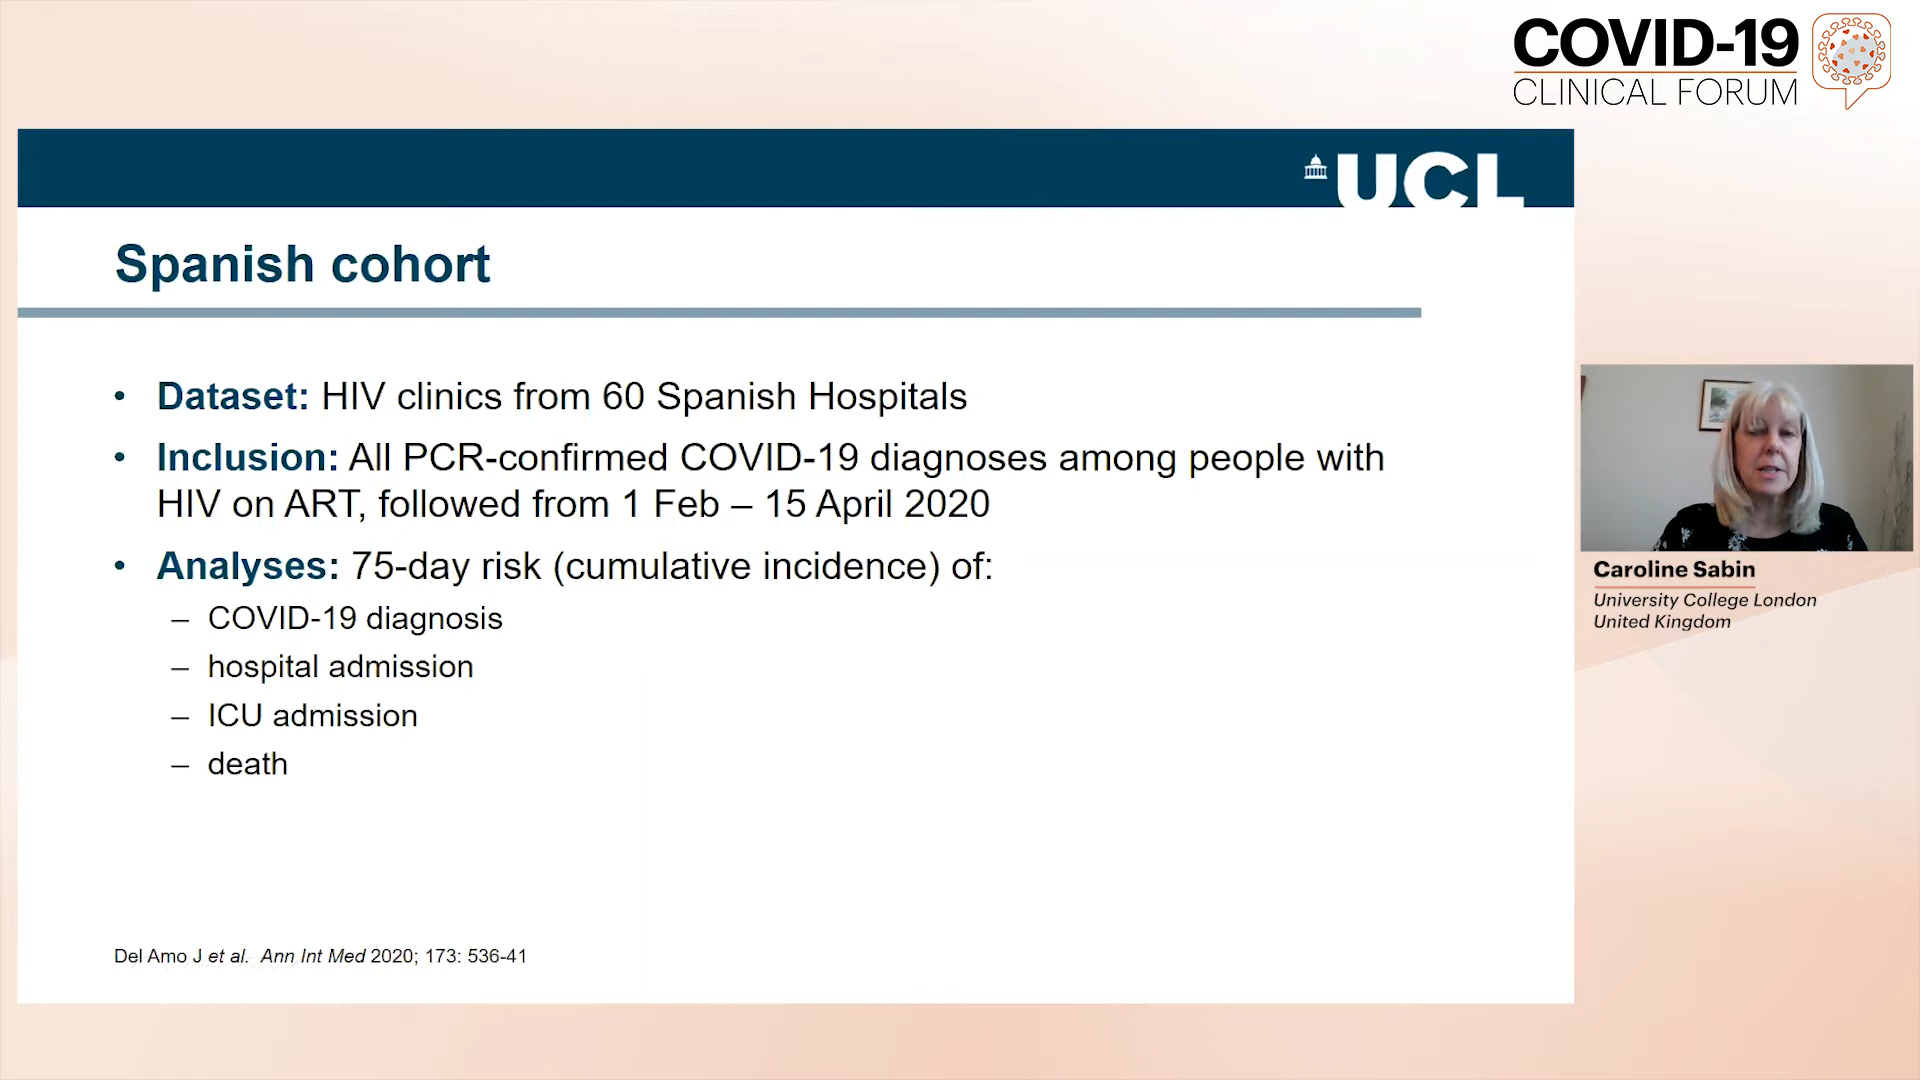 COVID-19
CLINICAL FORUM
UCL
Spanish cohort
• Dataset: HIV clinics from 60 Spanish Hospitals
• Inclusion: All PCR-confirmed COVID-19 diagnoses among people with
HIV on ART, followed from 1 Feb – 15 April 2020
• Analyses: 75-day risk (cumulative incidence) of:
– COVID-19 diagnosis
– hospital admission
– ICU admission
– death
Del Amo J et al. Ann Int Med 2020; 173: 536-41
Caroline Sabin
University College London
United Kingdom